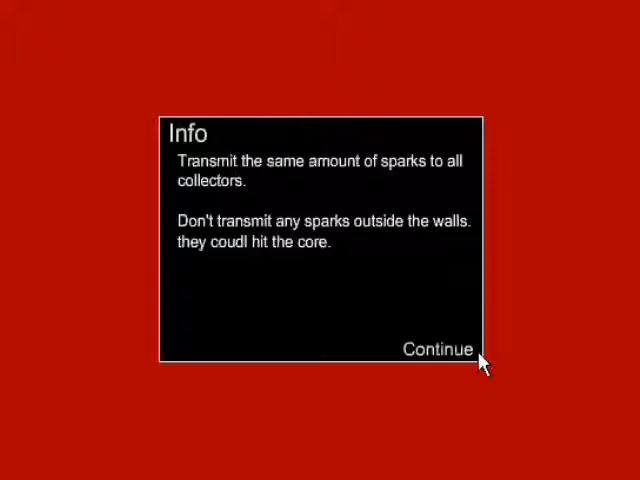 Info
Transmit the same amount of sparks to all
collectors.
Don't transmit any sparks outside the walls.
they coudl hit the core.
Continue